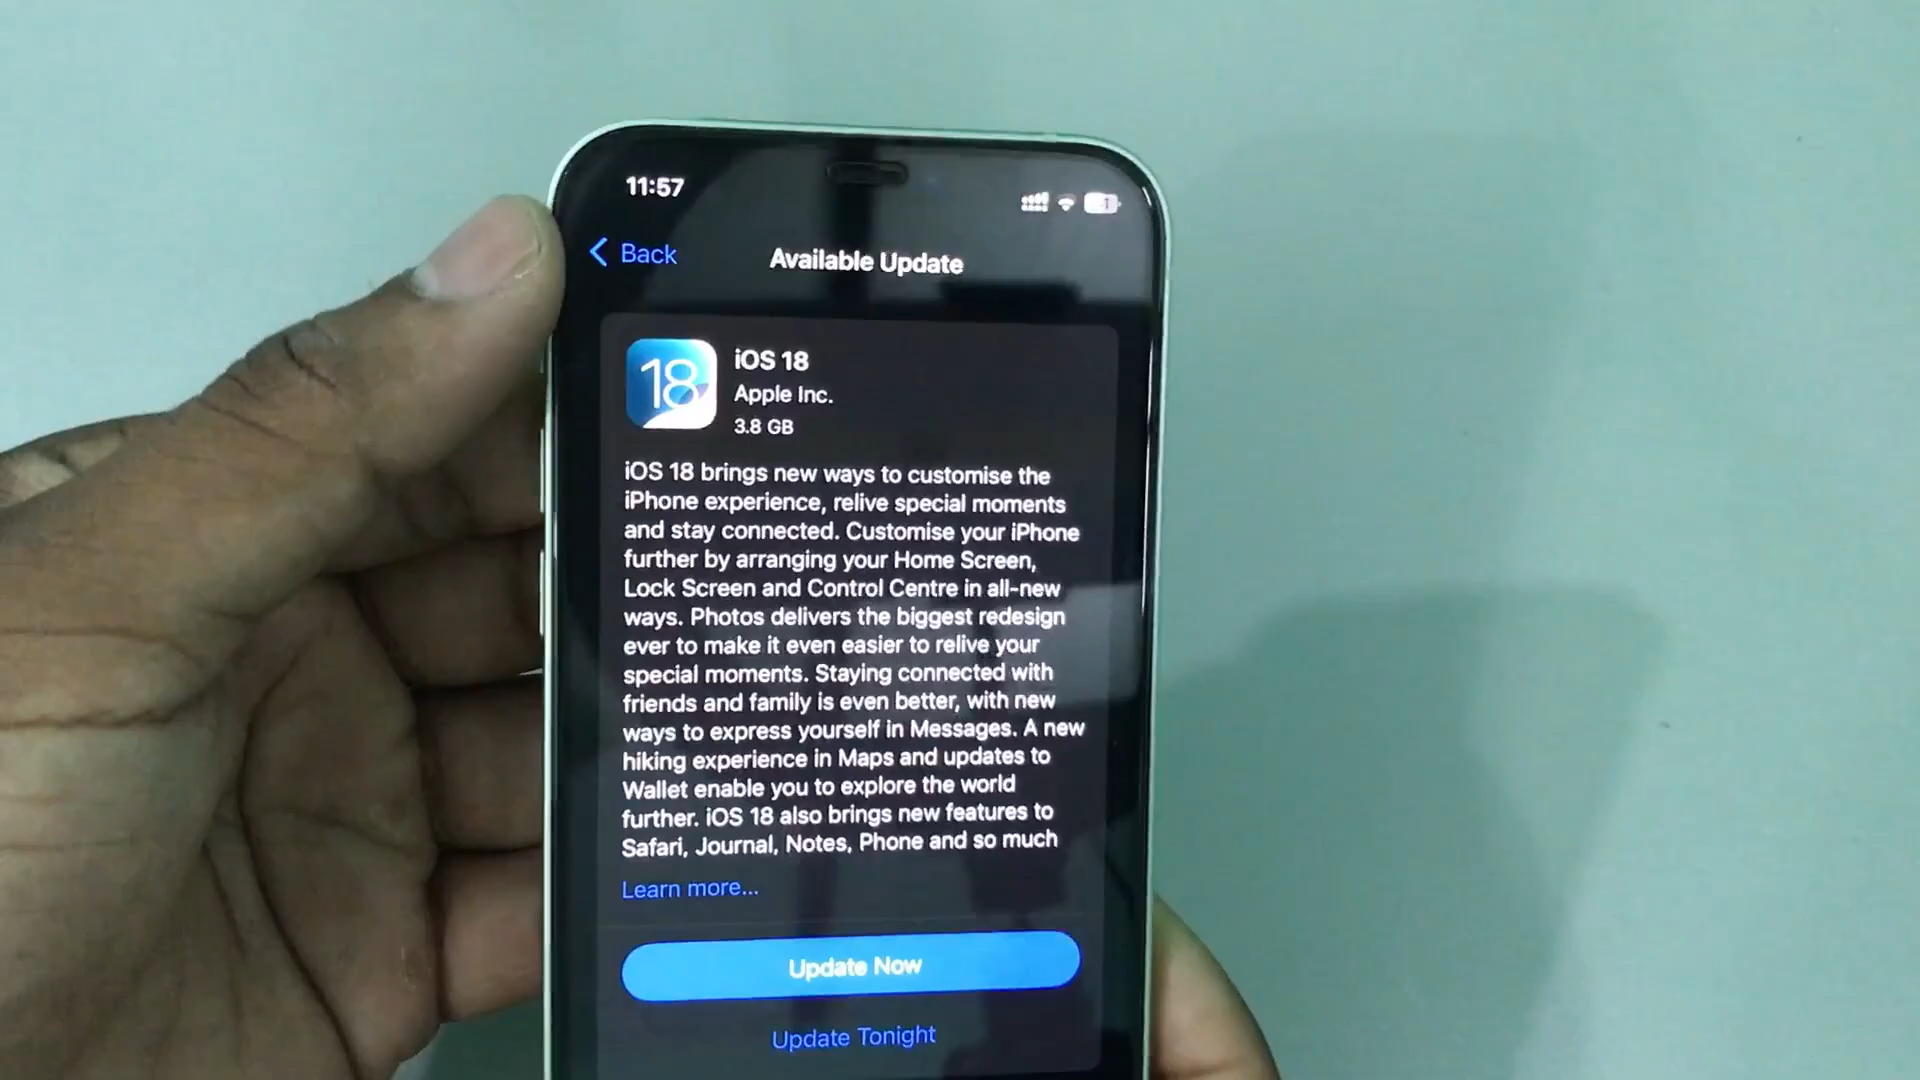 11:57
Back
Available Update
18
iOS 18
Apple Inc.
3.8 GB
iOS 18 brings new ways to customise the
iPhone experience, relive special moments
and stay connected. Customise your iPhone
further by arranging your Home Screen,
Lock Screen and Control Centre in all-new
ways. Photos delivers the biggest redesign
ever to make it even easier to relive your
special moments. Staying connected with
friends and family is even better, with new
ways to express yourself in Messages. A new
hiking experience in Maps and updates to
Wallet enable you to explore the world
further. iOS 18 also brings new features to
Safari, Journal, Notes, Phone and so much
Learn more...
Update Now
Update Tonight